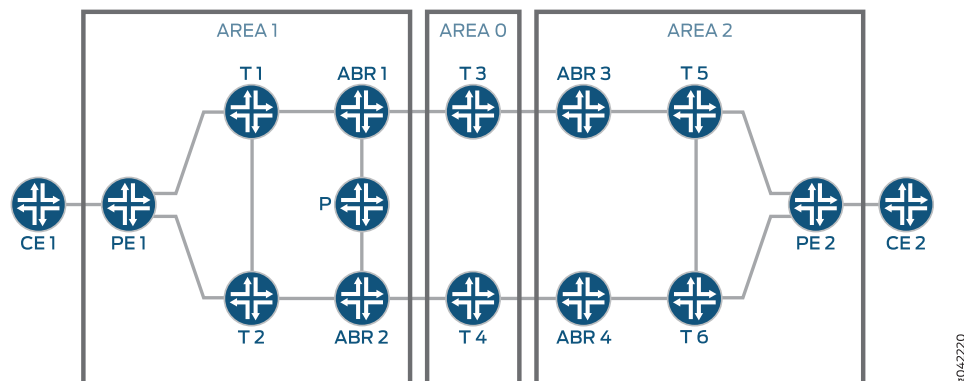 AREA 1
AREA 0
AREA 2
T 1
ABR 1
T 3
ABR 3
T 5
P
CE 1
PE 1
PE 2
CE 2
T 2
ABR 2
T 4
ABR 4
T 6
g042220